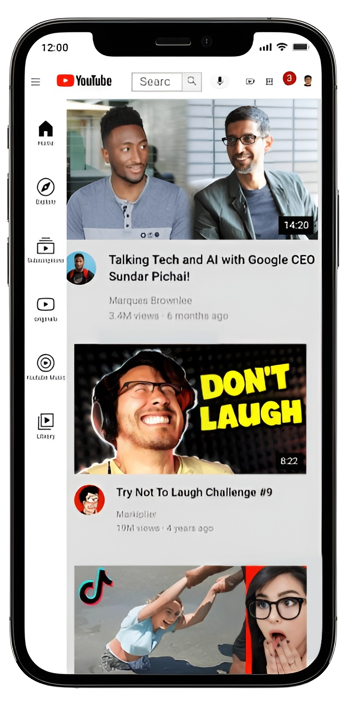 12:00
YouTube
Searc
3
Home
Explore
Subscriptions
Originals
YouTube Music
Library
14:20
Talking Tech and AI with Google CEO
Sundar Pichai!
Marques Brownlee
3.4M views · 6 months ago
DON'T
LAUGH
8:22
Try Not To Laugh Challenge #9
Markiplier
19M views · 4 years ago